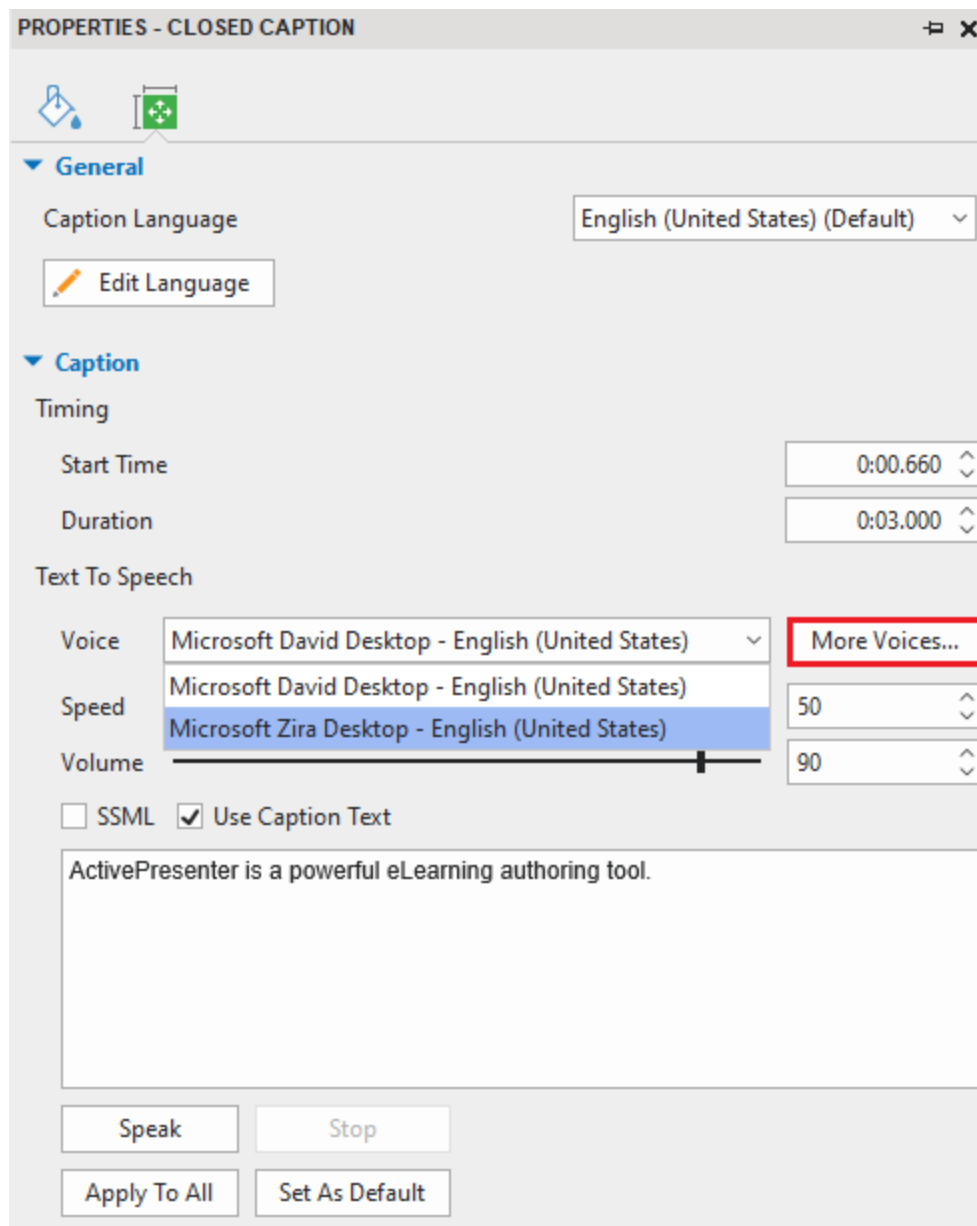 PROPERTIES - CLOSED CAPTION
General
Caption Language English (United States) (Default)
Edit Language
Caption
Timing
Start Time 0:00.660
Duration 0:03.000
Text To Speech
Voice Microsoft David Desktop - English (United States) More Voices...
Microsoft David Desktop - English (United States)
Speed 50
Microsoft Zira Desktop - English (United States)
Volume 90
SSML Use Caption Text
ActivePresenter is a powerful eLearning authoring tool.
Speak Stop
Apply To All Set As Default